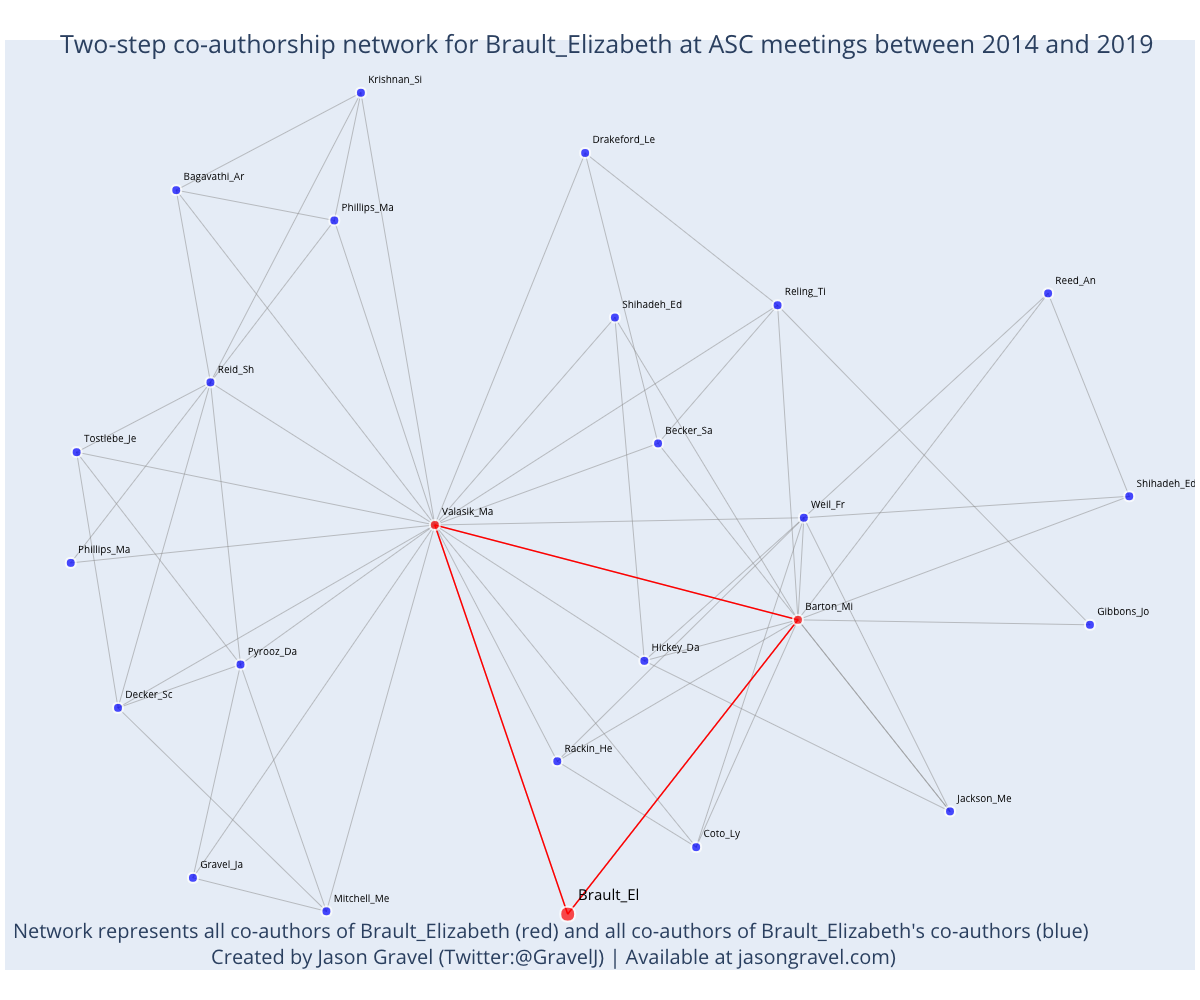 Two-step co-authorship network for Brault_Elizabeth at ASC meetings between 2014 and 2019
Krishnan_Si
Drakeford_Le
Bagavathi_Ar
Phillips_Ma
Reed_An
Reling_Ti
Shihadeh_Ed
Reid_Sh
Becker_Sa
Tostlebe_Je
Shihadeh_Ed
Weil_Fr
Valasik_Ma
Phillips_Ma
Barton_Mi
Gibbons_Jo
Hickey_Da
Pyrooz_Da
Decker_Sc
Rackin_He
Jackson_Me
Coto_Ly
Gravel_Ja
Brault_El
Mitchell_Me
Network represents all co-authors of Brault_Elizabeth (red) and all co-authors of Brault_Elizabeth's co-authors (blue)
Created by Jason Gravel (Twitter:@GravelJ) | Available at jasongravel.com)